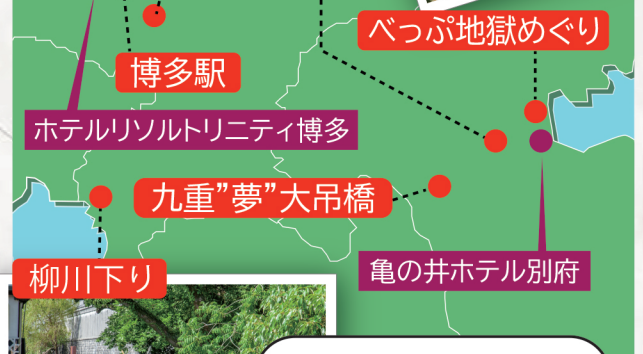 べっぷ地獄めぐり
博多駅
ホテルリソルトリニティ博多
九重”夢”大吊橋
亀の井ホテル別府
柳川下り